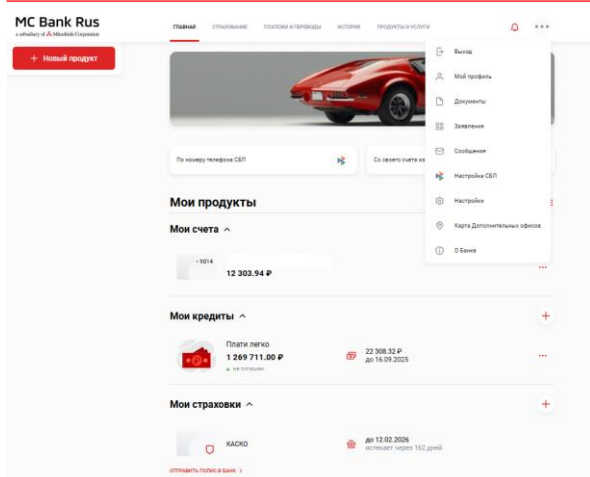 MC Bank Rus
a subsidiary of Mitsubishi Corporation
ГЛАВНАЯ СТРАХОВАНИЕ ПЛАТЕЖИ И ПЕРЕВОДЫ ИСТОРИЯ ПРОДУКТЫ И УСЛУГИ
+ Новый продукт
Выход
Мой профиль
Документы
Заявления
Сообщения
Настройка СБП
Настройки
Карта Дополнительных офисов
О Банке
По номеру телефона СБП
Со своего счета из
Мои продукты
Мои счета
· 5014
12 303.94 ₽
Мои кредиты
Плати легко
1 269 711.00 ₽
не погашен
22 308.32 ₽
до 16.09.2025
Мои страховки
КАСКО
до 12.02.2026
истекает через 162 дней
ОТПРАВИТЬ ПОЛИС В БАНК >